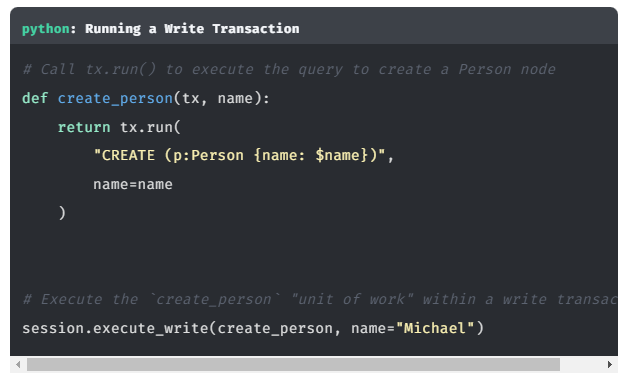 python: Running a Write Transaction
# Call tx.run() to execute the query to create a Person node
def create_person(tx, name):
    return tx.run(
        "CREATE (p:Person {name: $name})",
        name=name
    )
# Execute the `create_person` "unit of work" within a write transac
session.execute_write(create_person, name="Michael")